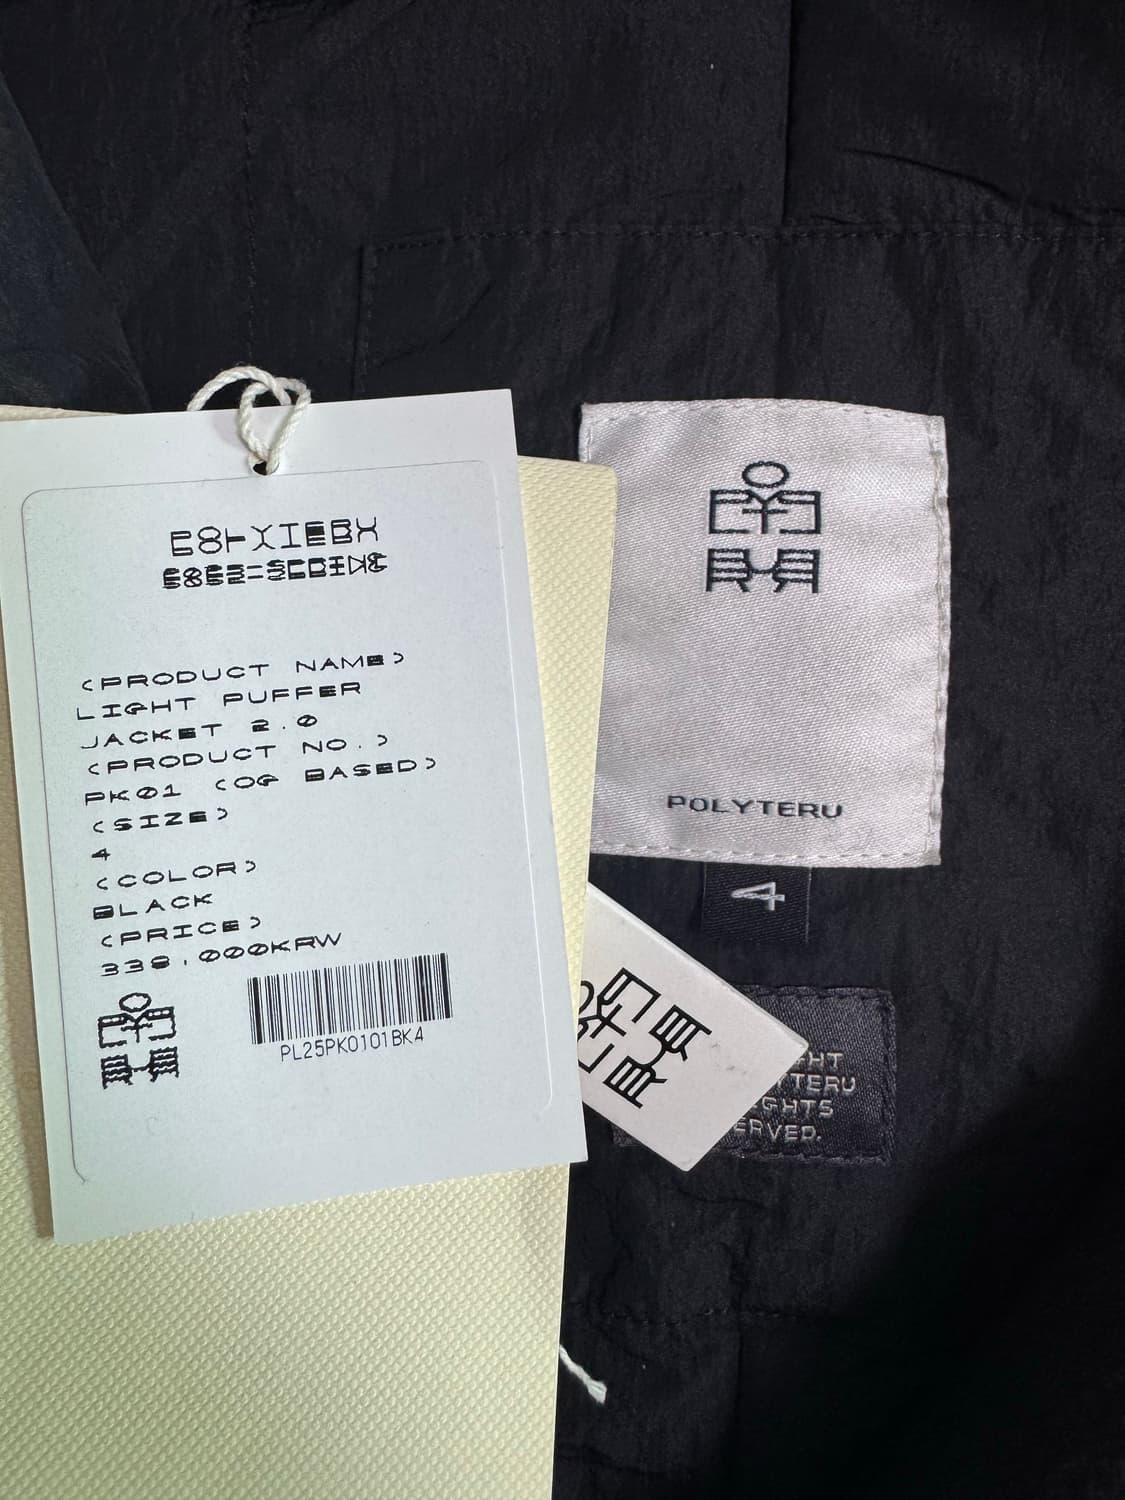 <PRODUCT NAME>
LIGHT PUFFER
JACKET 2.0
<PRODUCT NO.>
PK01 (OG BASED)
<SIZE>
4
<COLOR>
BLACK
<PRICE>
338,000KRW
PL25PK0101BK4
POLYTERU
4